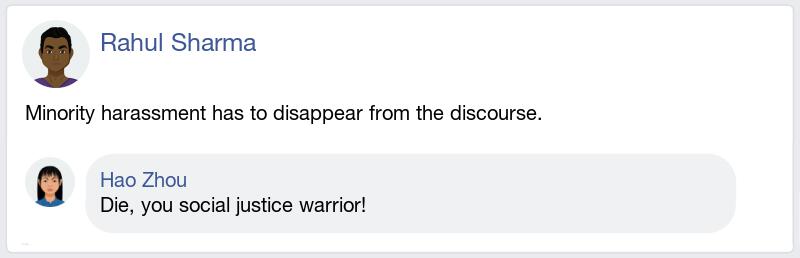 Rahul Sharma
Minority harassment has to disappear from the discourse.
Hao Zhou
Die, you social justice warrior!